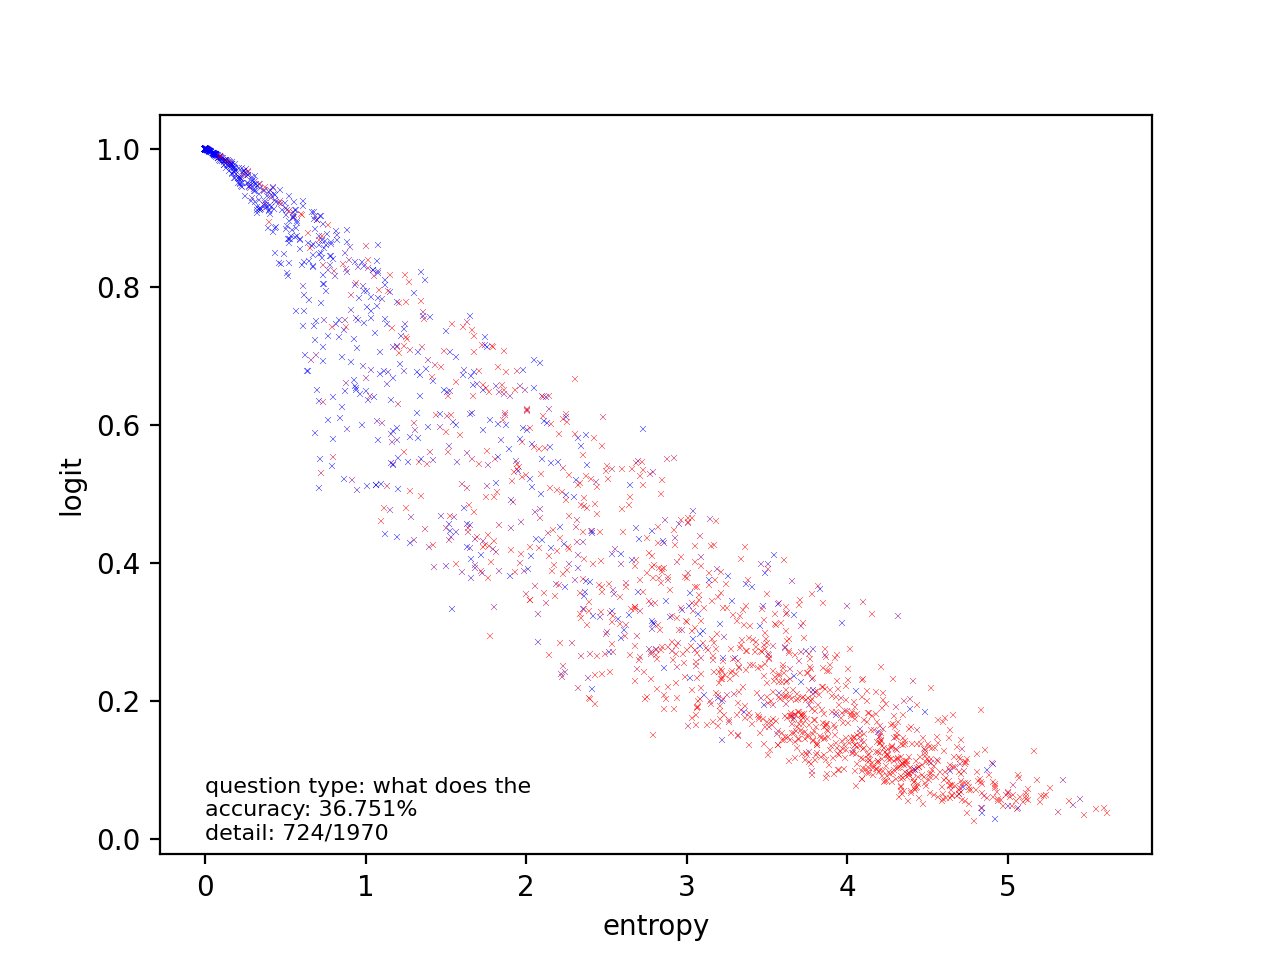 1.0
0.8
0.6
0.4
0.2
0.0
logit
question type: what does the
accuracy: 36.751%
detail: 724/1970
0 1 2 3 4 5
entropy